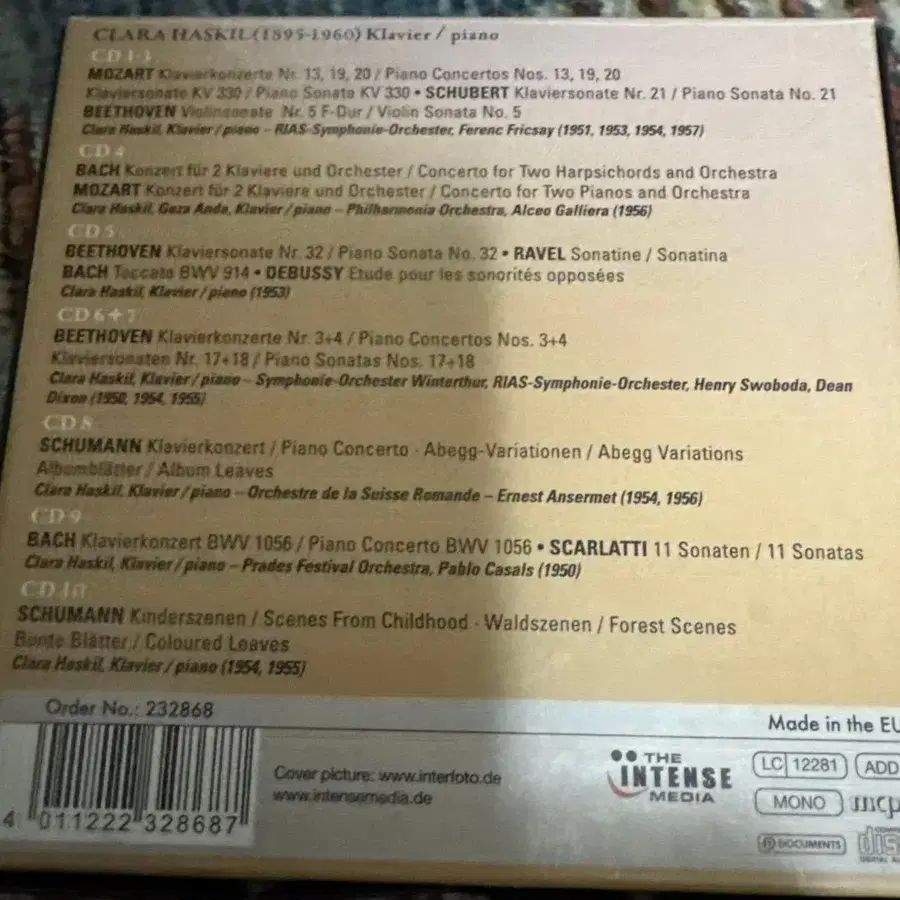 CLARA HASKIL (1895-1960) Klavier / piano
CD 1-3
MOZART Klavierkonzerte Nr. 13, 19, 20 / Piano Concertos Nos. 13, 19, 20
Klaviersonate KV 330 / Piano Sonata KV 330 • SCHUBERT Klaviersonate Nr. 21 / Piano Sonata No. 21
BEETHOVEN Violinsonate Nr. 5 F-Dur / Violin Sonata No. 5
Clara Haskil, Klavier / piano – RIAS-Symphonie-Orchester, Ferenc Fricsay (1951, 1953, 1954, 1957)
CD 4
BACH Konzert für 2 Klaviere und Orchester / Concerto for Two Harpsichords and Orchestra
MOZART Konzert für 2 Klaviere und Orchester / Concerto for Two Pianos and Orchestra
Clara Haskil, Geza Anda, Klavier / piano – Philharmonia Orchestra, Alceo Galliera (1956)
CD 5
BEETHOVEN Klaviersonate Nr. 32 / Piano Sonata No. 32 • RAVEL Sonatine / Sonatina
BACH Toccata BWV 914 • DEBUSSY Etude pour les sonorités opposées
Clara Haskil, Klavier / piano (1953)
CD 6+7
BEETHOVEN Klavierkonzerte Nr. 3+4 / Piano Concertos Nos. 3+4
Klaviersonaten Nr. 17+18 / Piano Sonatas Nos. 17+18
Clara Haskil, Klavier / piano – Symphonie-Orchester Winterthur, RIAS-Symphonie-Orchester, Henry Swoboda, Dean
Dixon (1950, 1954, 1955)
CD 8
SCHUMANN Klavierkonzert / Piano Concerto · Abegg-Variationen / Abegg Variations
Albumblätter / Album Leaves
Clara Haskil, Klavier / piano – Orchestre de la Suisse Romande – Ernest Ansermet (1954, 1956)
CD 9
BACH Klavierkonzert BWV 1056 / Piano Concerto BWV 1056 • SCARLATTI 11 Sonaten / 11 Sonatas
Clara Haskil, Klavier / piano – Prades Festival Orchestra, Pablo Casals (1950)
CD 10
SCHUMANN Kinderszenen / Scenes From Childhood · Waldszenen / Forest Scenes
Bunte Blätter / Coloured Leaves
Clara Haskil, Klavier / piano (1954, 1955)
Order No.: 232868
Made in the EU
Cover picture: www.interfoto.de
www.intensemedia.de
THE
INTENSE
MEDIA
LC 12281
ADD
MONO
mcp
DOCUMENTS
4 011222 328687